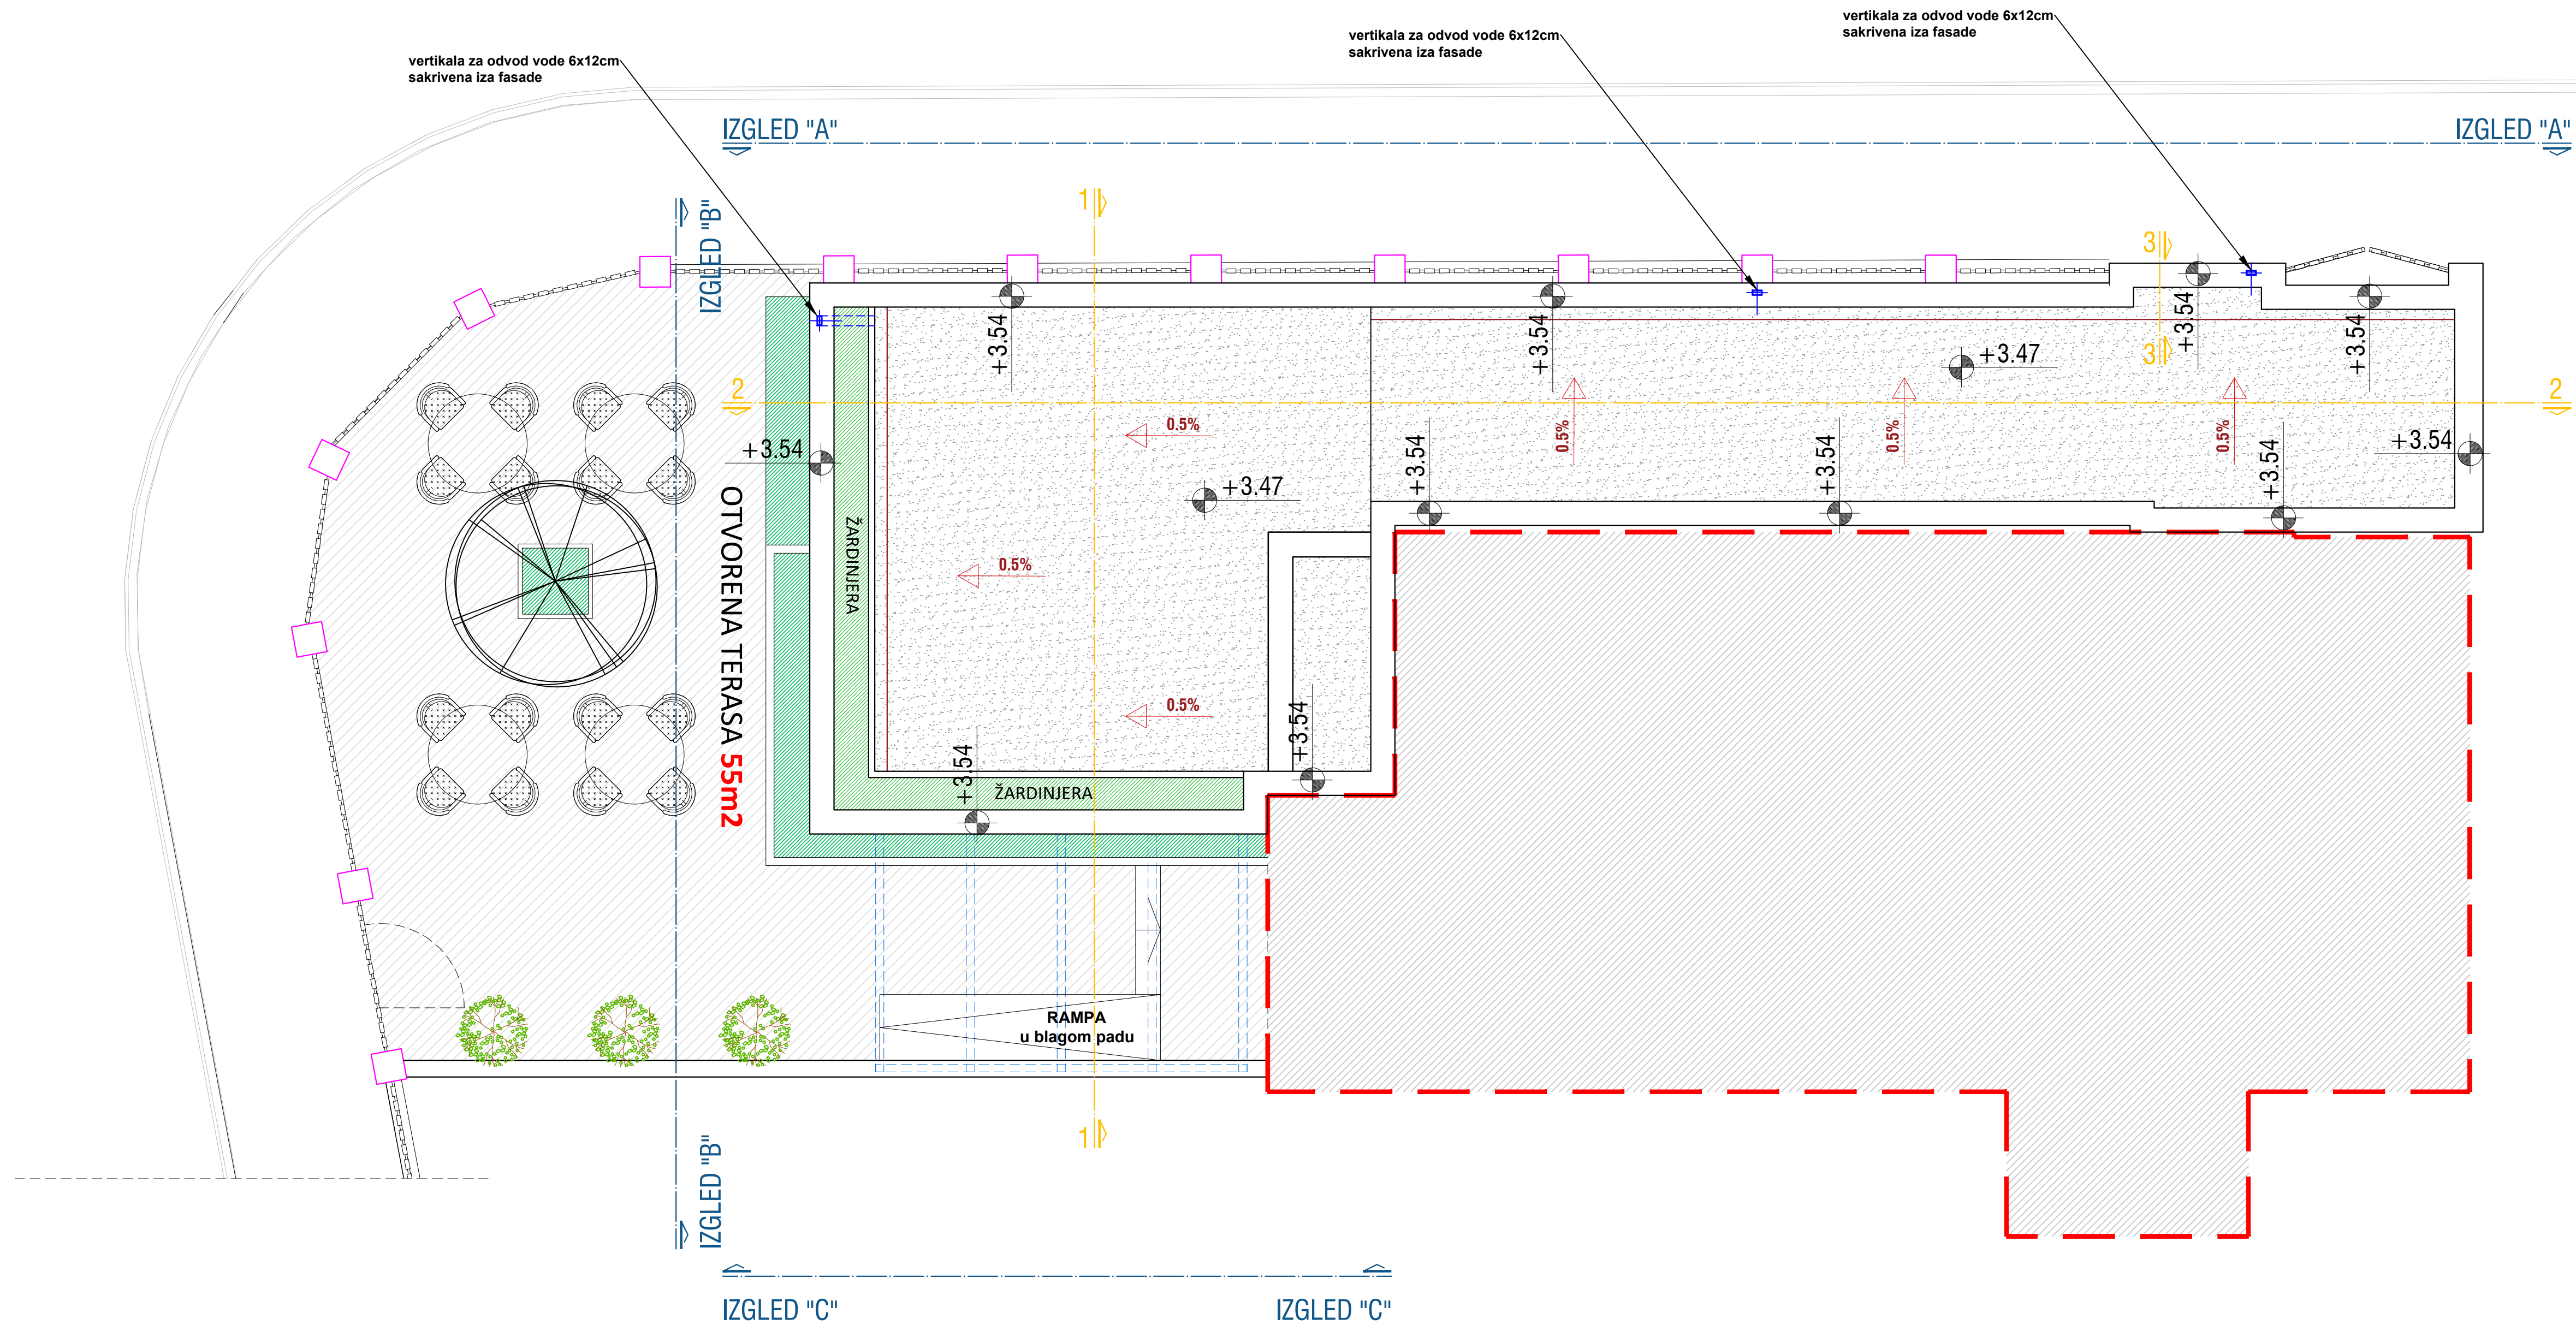 vertikala za odvod vode 6x12cm
sakrivena iza fasade
vertikala za odvod vode 6x12cm
sakrivena iza fasade
vertikala za odvod vode 6x12cm
sakrivena iza fasade
IZGLED "A"
IZGLED "A"
IZGLED "B"
1
3
3
2
2
+3.54
+3.54
+3.54
+3.54
+3.47
0.5%
0.5%
0.5%
0.5%
+3.54
+3.54
+3.54
+3.54
+3.54
+3.47
OTVORENA TERASA 55m2
ŽARDINJERA
0.5%
0.5%
+3.54
+3.54
ŽARDINJERA
RAMPA
u blagom padu
1
IZGLED "B"
IZGLED "C"
IZGLED "C"